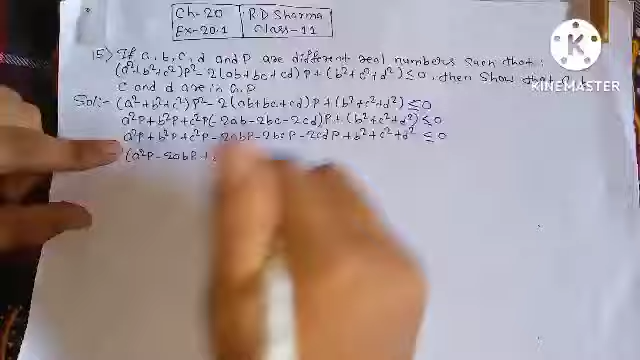 Ch-20 RD Sharma
Ex-20.1 Class-11
15) If a, b, c, d and P are different real numbers such that:
(a²+b²+c²)P²-2(ab+bc+cd)P+(b²+c²+d²)≤0, then show that a, b
c and d are in G.P
KINEMASTER
Sol:- (a²+b²+c²)P²-2(ab+bc+cd)P+(b²+c²+d²)≤0
a²P+b²P+c²P(-2ab-2bc-2cd)P+(b²+c²+d²)≤0
a²P+b²P+c²P-2abP-2bcP-2cdP+b²+c²+d²≤0
(a²P-2abP+